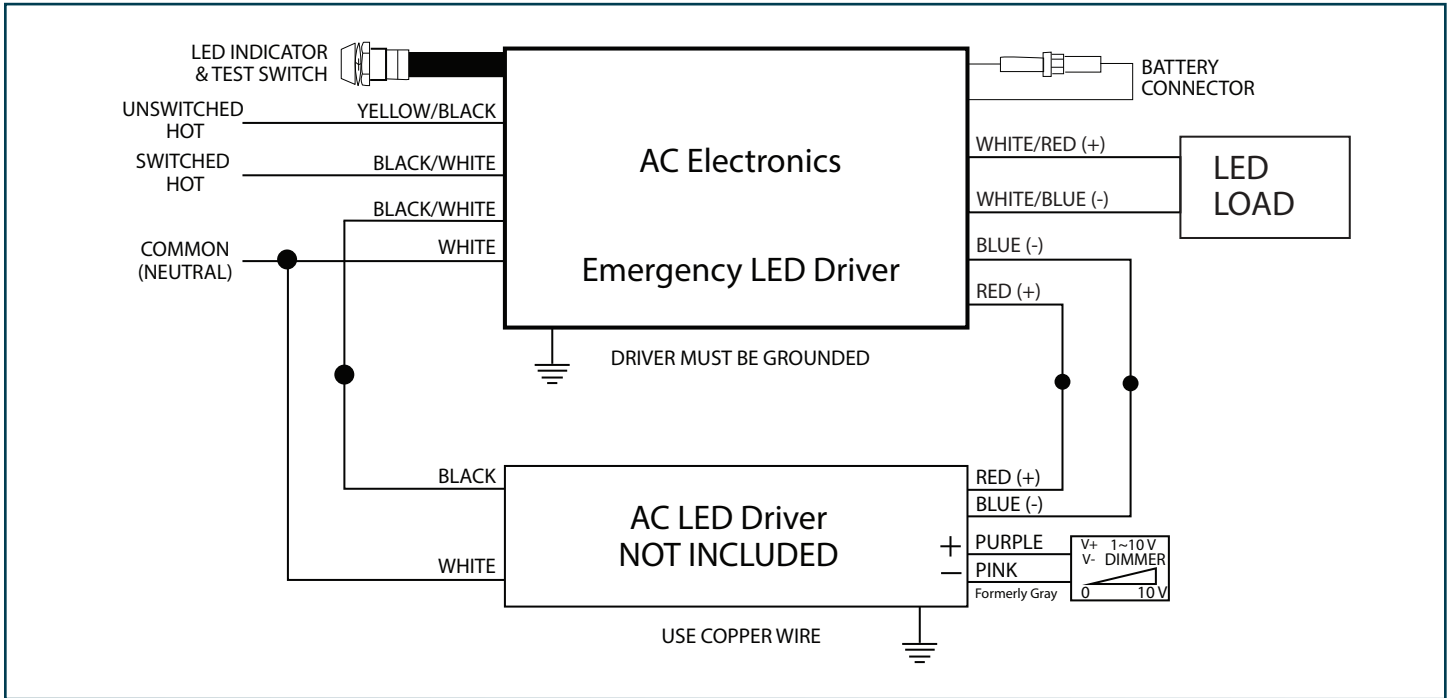 LED INDICATOR
& TEST SWITCH
UNSWITCHED
HOT
YELLOW/BLACK
SWITCHED
HOT
BLACK/WHITE
BLACK/WHITE
COMMON
(NEUTRAL)
WHITE
AC Electronics
Emergency LED Driver
BATTERY
CONNECTOR
WHITE/RED (+)
WHITE/BLUE (-)
LED
LOAD
BLUE (-)
RED (+)
DRIVER MUST BE GROUNDED
BLACK
WHITE
AC LED Driver
NOT INCLUDED
RED (+)
BLUE (-)
+ PURPLE
− PINK
Formerly Gray
V+ 1~10 V
V- DIMMER
0 10 V
USE COPPER WIRE